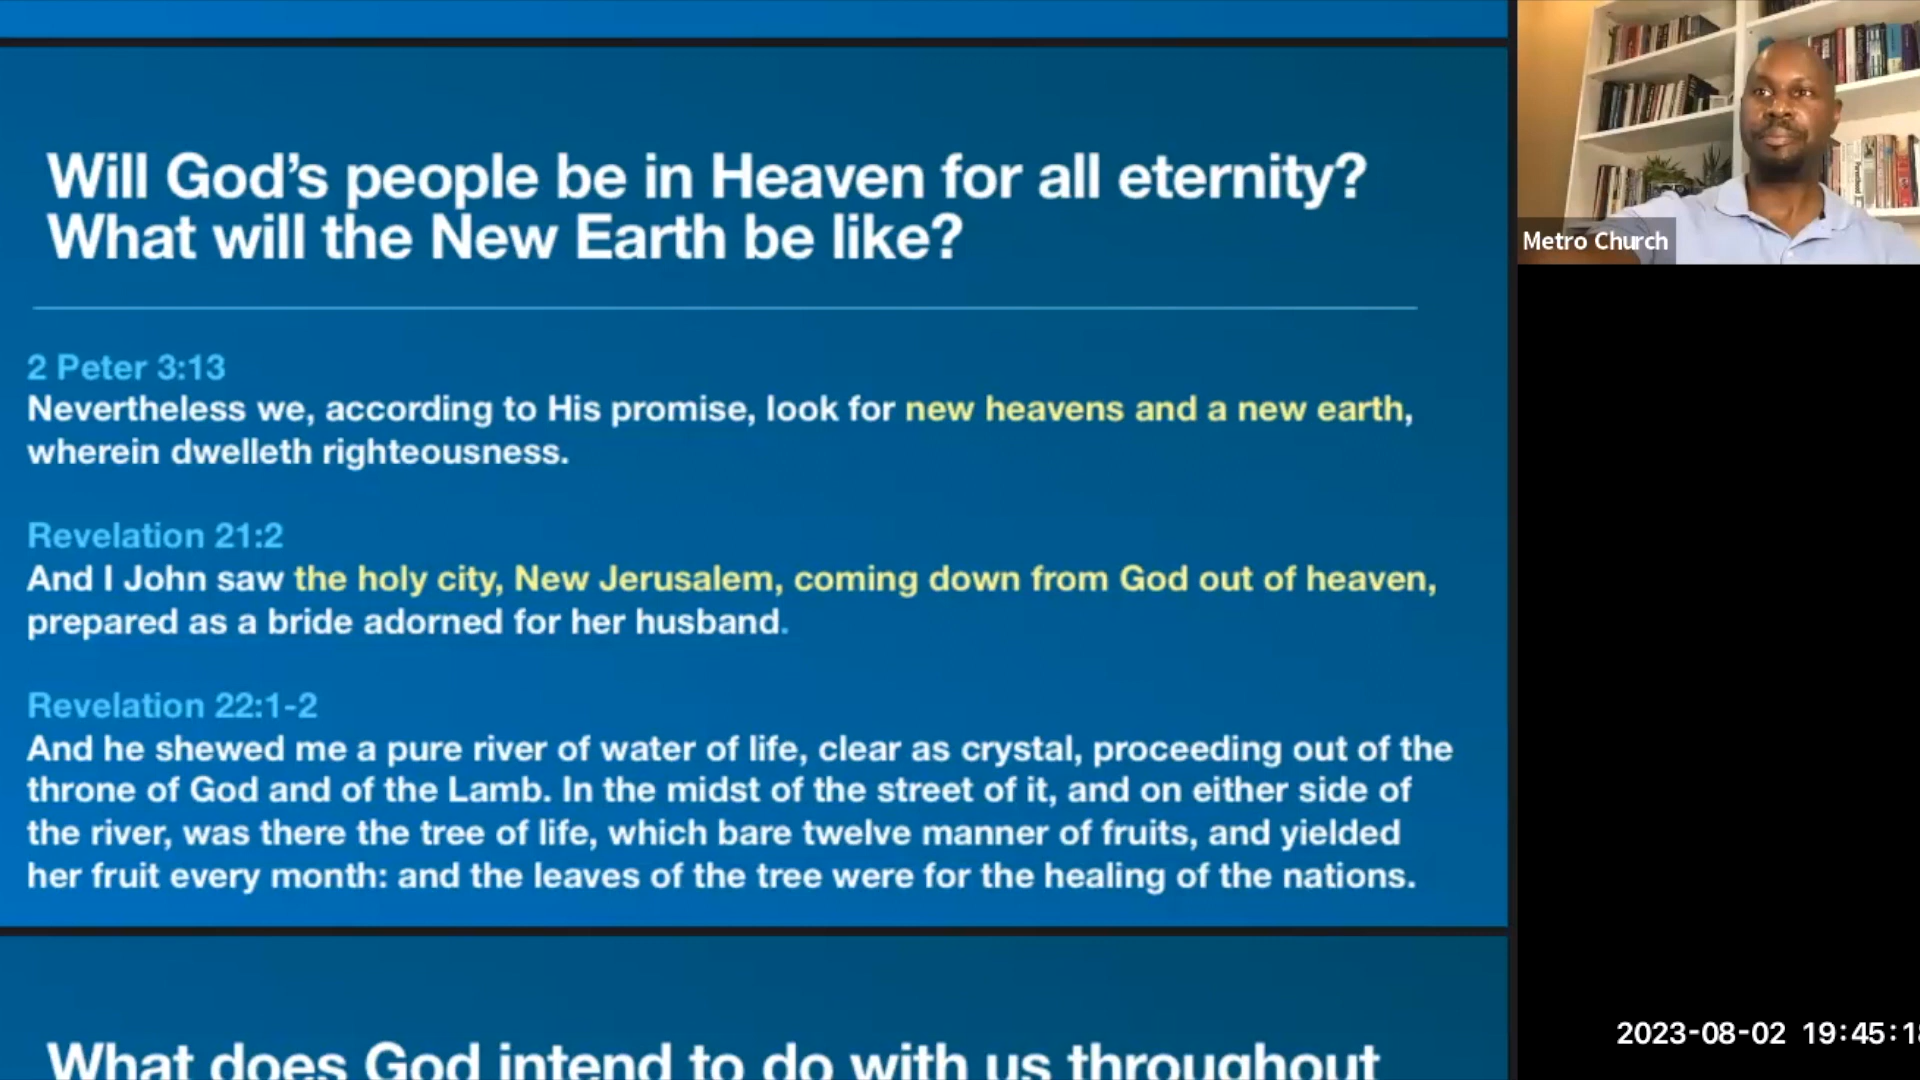 Will God's people be in Heaven for all eternity?
What will the New Earth be like?
2 Peter 3:13
Nevertheless we, according to His promise, look for new heavens and a new earth,
wherein dwelleth righteousness.
Revelation 21:2
And I John saw the holy city, New Jerusalem, coming down from God out of heaven,
prepared as a bride adorned for her husband.
Revelation 22:1-2
And he shewed me a pure river of water of life, clear as crystal, proceeding out of the
throne of God and of the Lamb. In the midst of the street of it, and on either side of
the river, was there the tree of life, which bare twelve manner of fruits, and yielded
her fruit every month: and the leaves of the tree were for the healing of the nations.
What does God intend to do with us throughout
Metro Church
2023-08-02 19:45:1